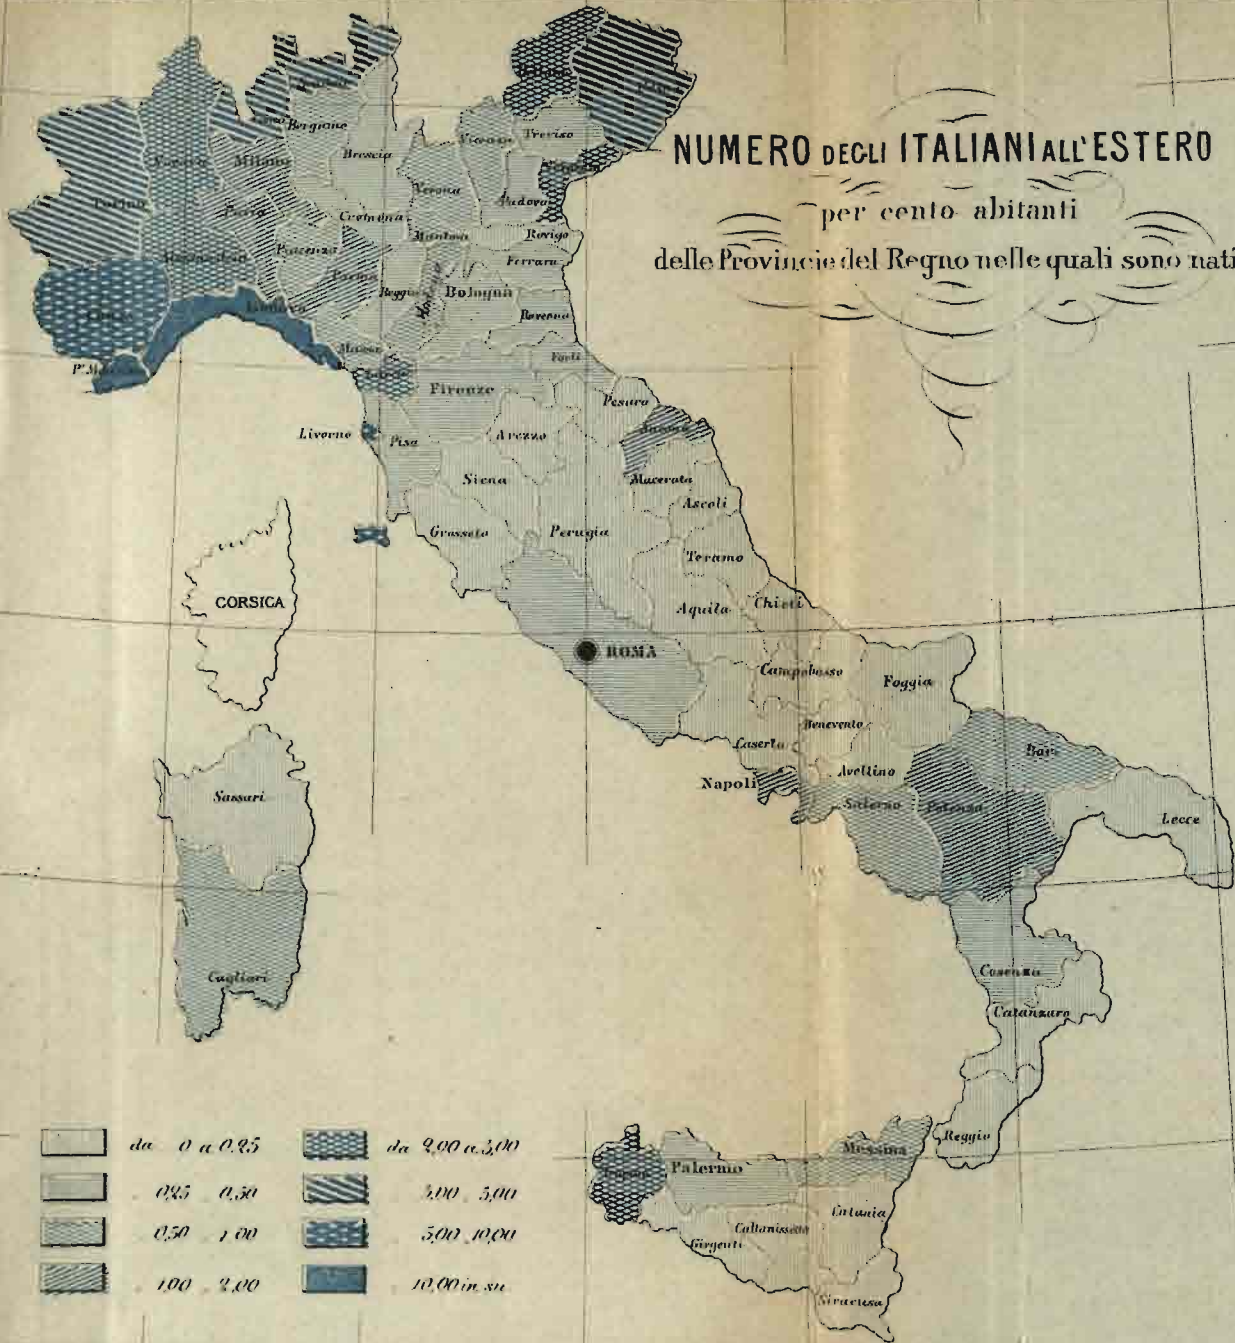 NUMERO DEGLI ITALIANI ALL'ESTERO
per cento abitanti
delle Provincie del Regno nelle quali sono nati
Bergamo
Brescia
Milano
Vicenza
Treviso
Verona
Padova
Torino
Novara
Pavia
Cremona
Mantova
Rovigo
Piacenza
Ferrara
Parma
Reggio
Modena
Bologna
Ravenna
Genova
Massa
Forlì
Firenze
Pesaro
Ancona
Livorno
Pisa
Arezzo
Siena
Macerata
Ascoli
Grosseto
Perugia
Teramo
CORSICA
Aquila
Chieti
ROMA
Campobasso
Foggia
Benevento
Caserta
Bari
Napoli
Avellino
Salerno
Potenza
Lecce
Sassari
Cagliari
Cosenza
Catanzaro
Reggio
Messina
Palermo
Catania
Caltanissetta
Girgenti
Siracusa
da 0 a 0,25
0,25 0,50
0,50 1,00
1,00 2,00
da 2,00 a 3,00
3,00 5,00
5,00 10,00
10,00 in su